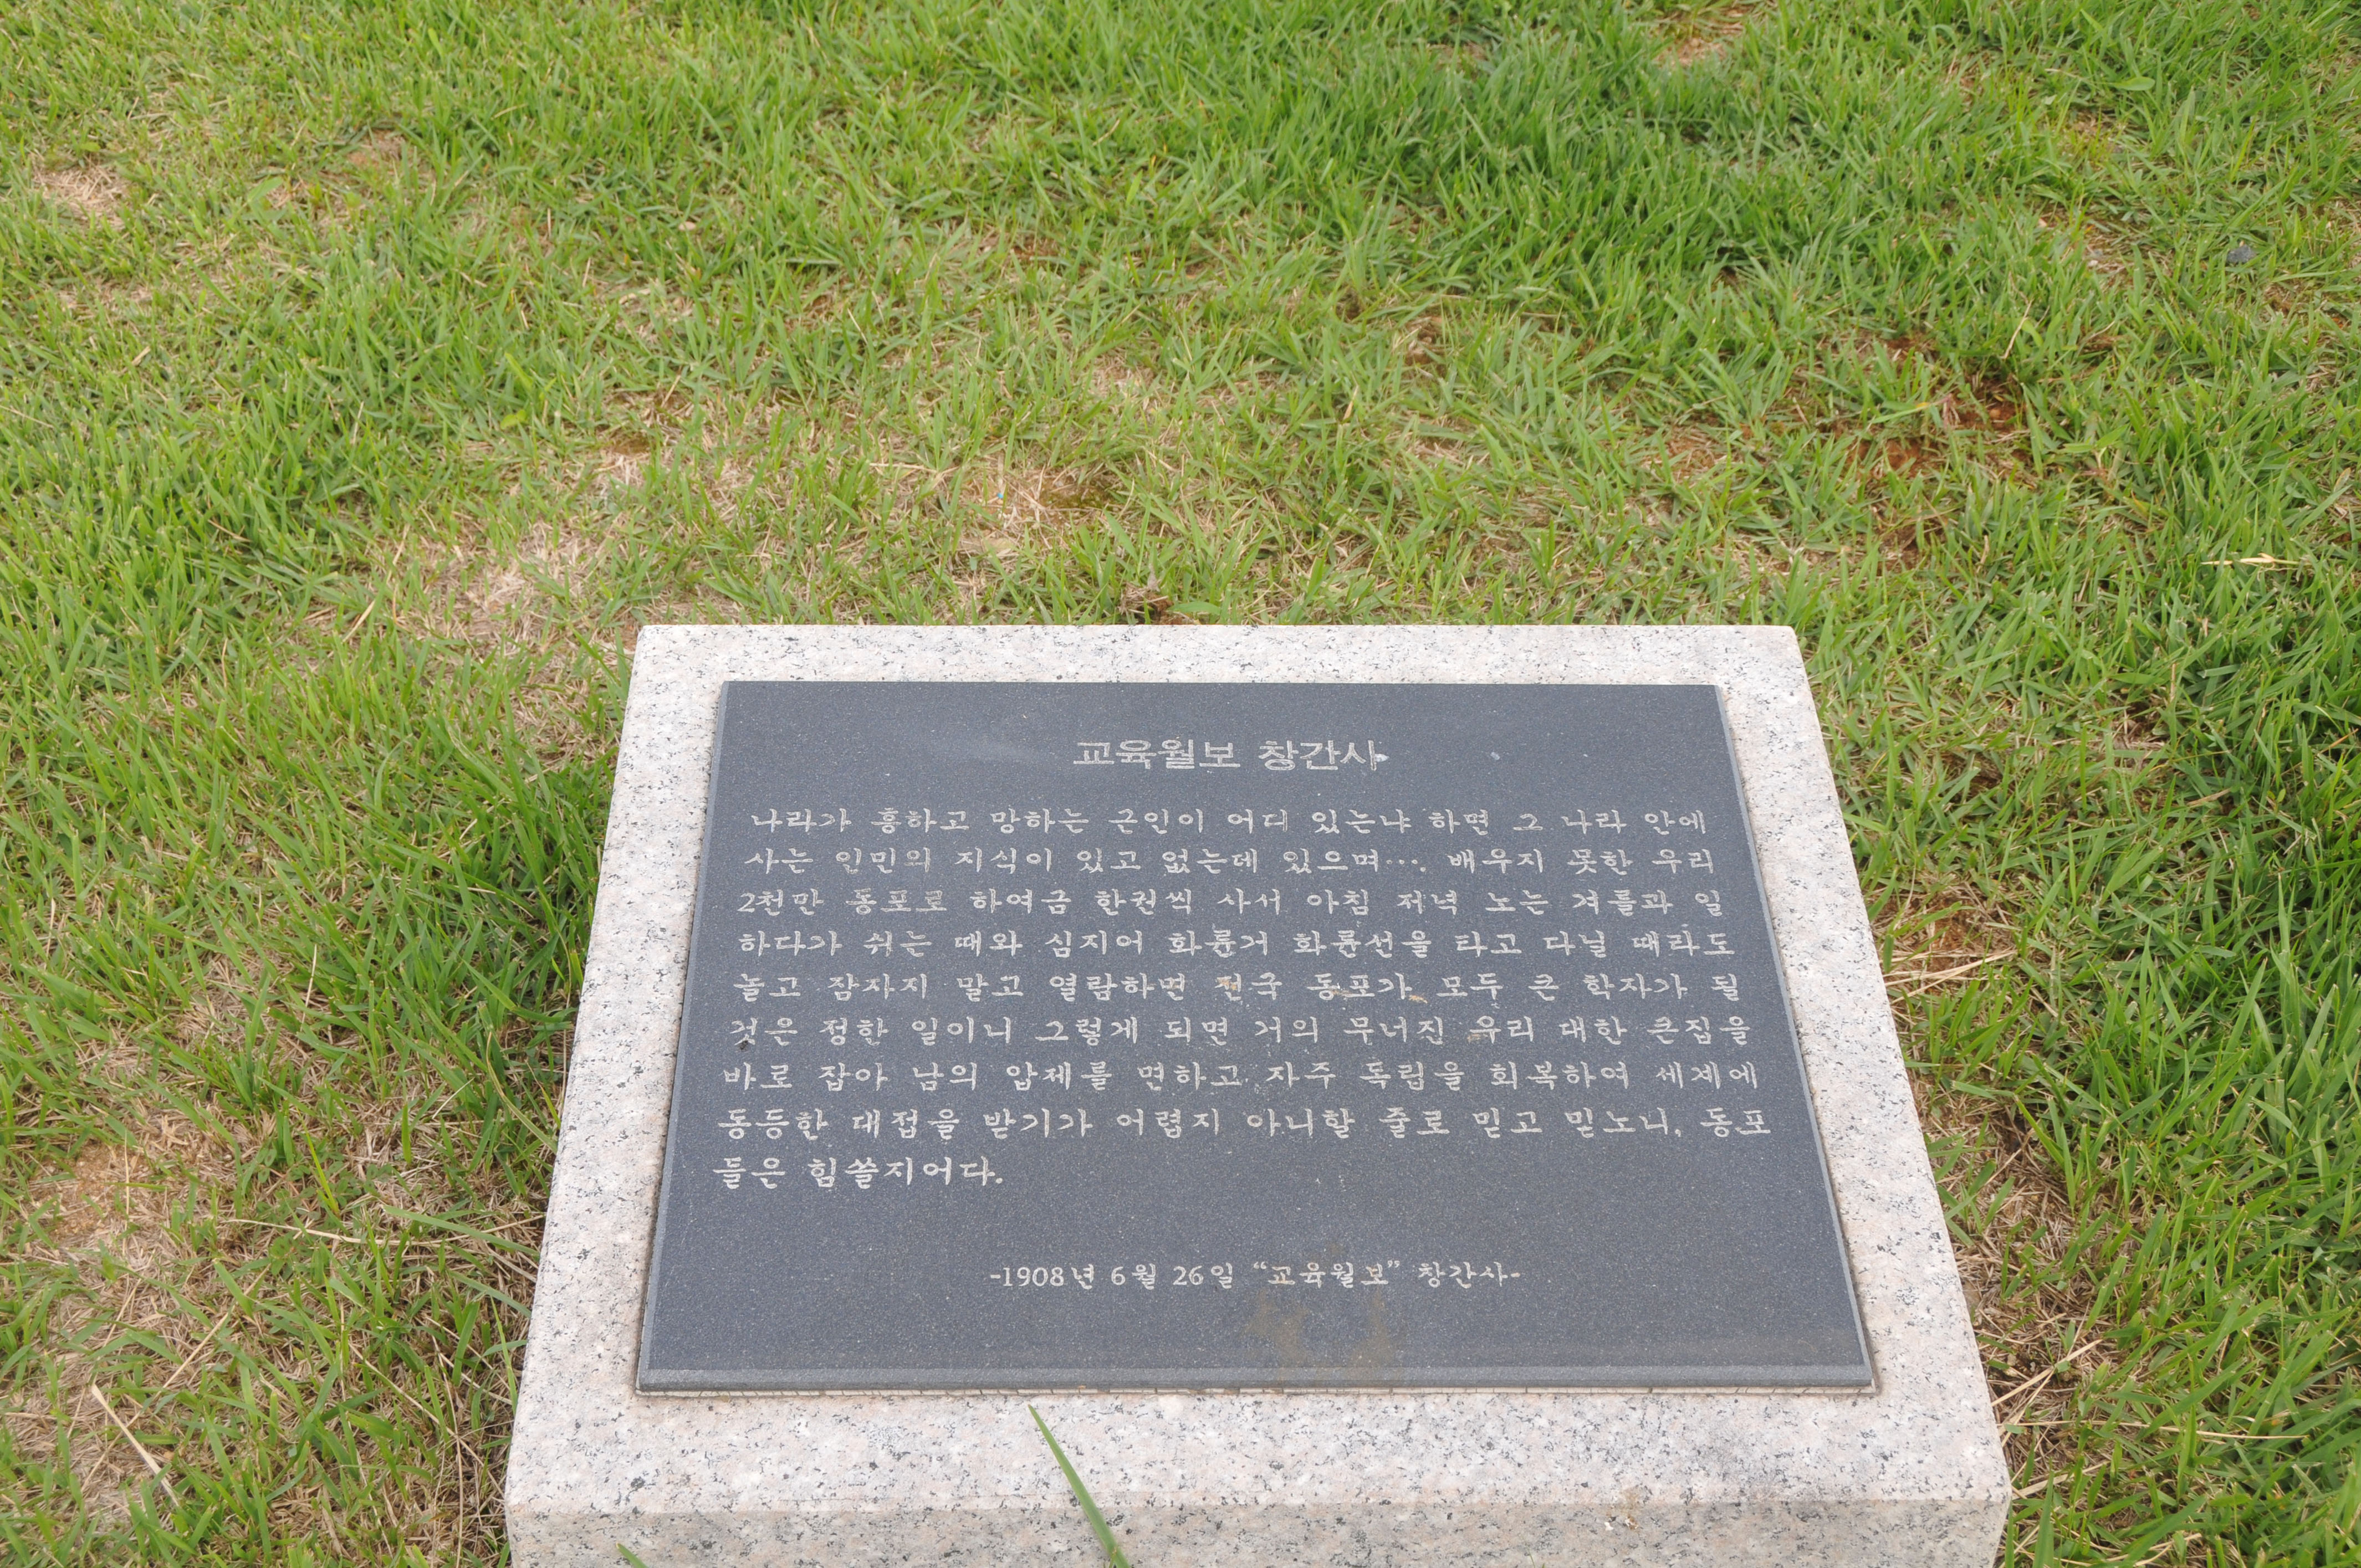 교육월보 창간사
나라가 흥하고 망하는 근인이 어디 있는냐 하면 그 나라 안에
사는 인민의 지식이 있고 없는데 있으며…. 배우지 못한 우리
2천만 동포로 하여금 한권씩 사서 아침 저녁 노는 겨를과 일
하다가 쉬는 때와 심지어 화륜거 화륜선을 타고 다닐 때라도
놀고 잠자지 말고 열람하면 전국 동포가 모두 큰 학자가 될
것은 정한 일이니 그렇게 되면 거의 무너진 우리 대한 큰집을
바로 잡아 남의 압제를 면하고 자주 독립을 회복하여 세계에
동등한 대접을 받기가 어렵지 아니할 줄로 믿고 믿노니, 동포
들은 힘쓸지어다.
-1908년 6월 26일 “교육월보” 창간사-